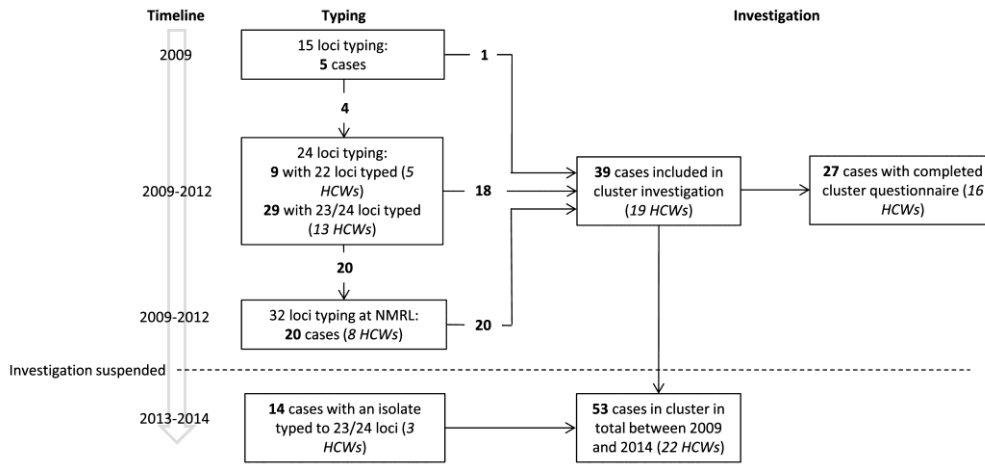 Timeline
Typing
Investigation
2009
15 loci typing:
5 cases
1
4
2009-2012
24 loci typing:
9 with 22 loci typed (5
HCWs)
29 with 23/24 loci typed
(13 HCWs)
18
39 cases included in
cluster investigation
(19 HCWs)
27 cases with completed
cluster questionnaire (16
HCWs)
20
2009-2012
32 loci typing at NMRL:
20 cases (8 HCWs)
20
Investigation suspended
2013-2014
14 cases with an isolate
typed to 23/24 loci (3
HCWs)
53 cases in cluster in
total between 2009
and 2014 (22 HCWs)